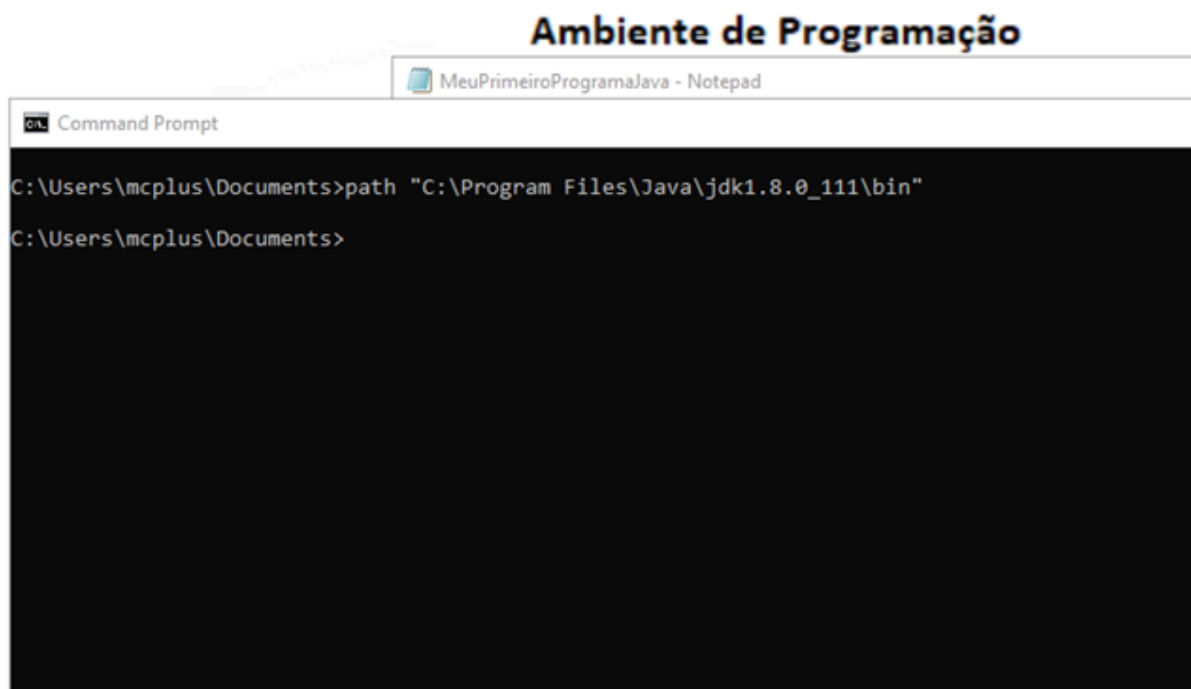 Ambiente de Programação
MeuPrimeiroProgramaJava - Notepad
Command Prompt
C:\Users\mcplus\Documents>path "C:\Program Files\Java\jdk1.8.0_111\bin"
C:\Users\mcplus\Documents>